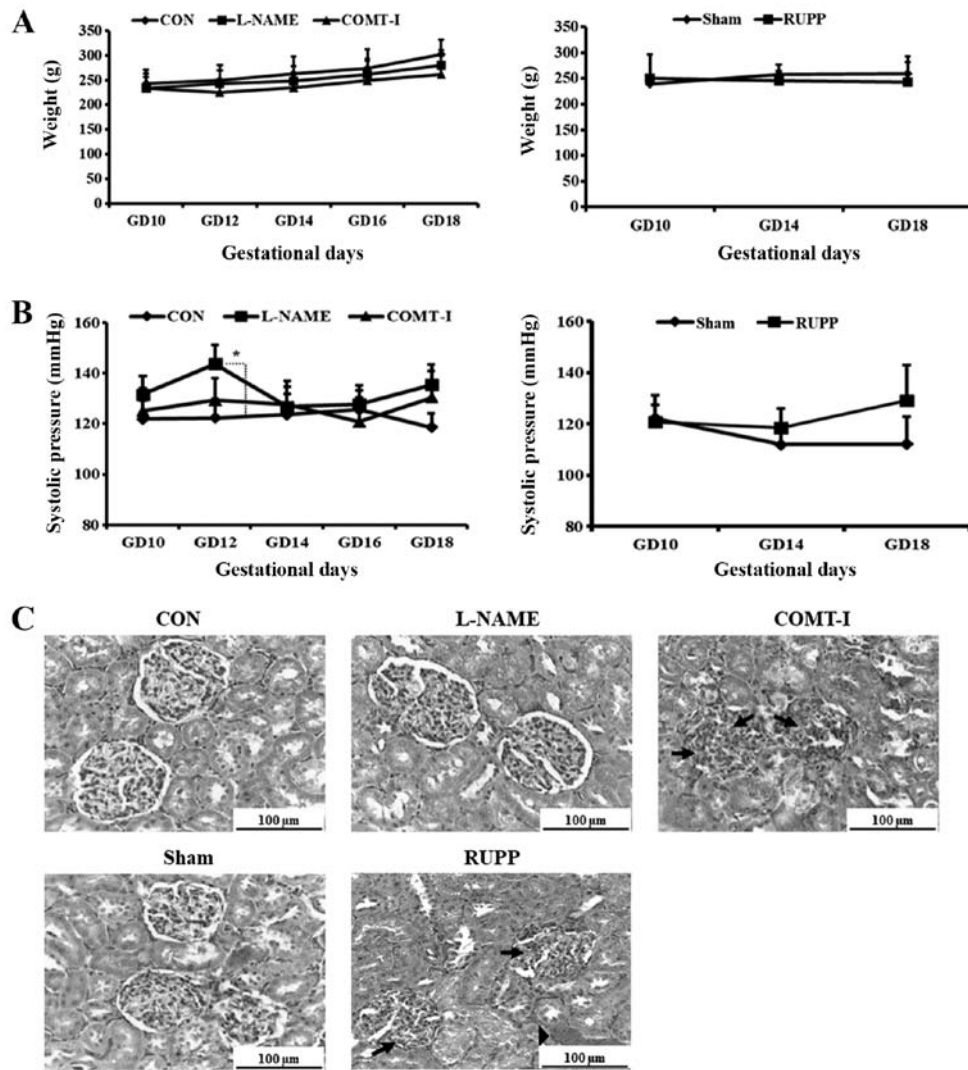 A
CON L-NAME COMT-I
Weight (g)
350
300
250
200
150
100
50
0
GD10 GD12 GD14 GD16 GD18
Gestational days
Sham RUPP
Weight (g)
350
300
250
200
150
100
50
0
GD10 GD14 GD18
Gestational days
B
CON L-NAME COMT-I
Systolic pressure (mmHg)
160
140
120
100
80
*
GD10 GD12 GD14 GD16 GD18
Gestational days
Sham RUPP
Systolic pressure (mmHg)
160
140
120
100
80
GD10 GD14 GD18
Gestational days
C
CON L-NAME COMT-I
100 µm 100 µm 100 µm
Sham RUPP
100 µm 100 µm